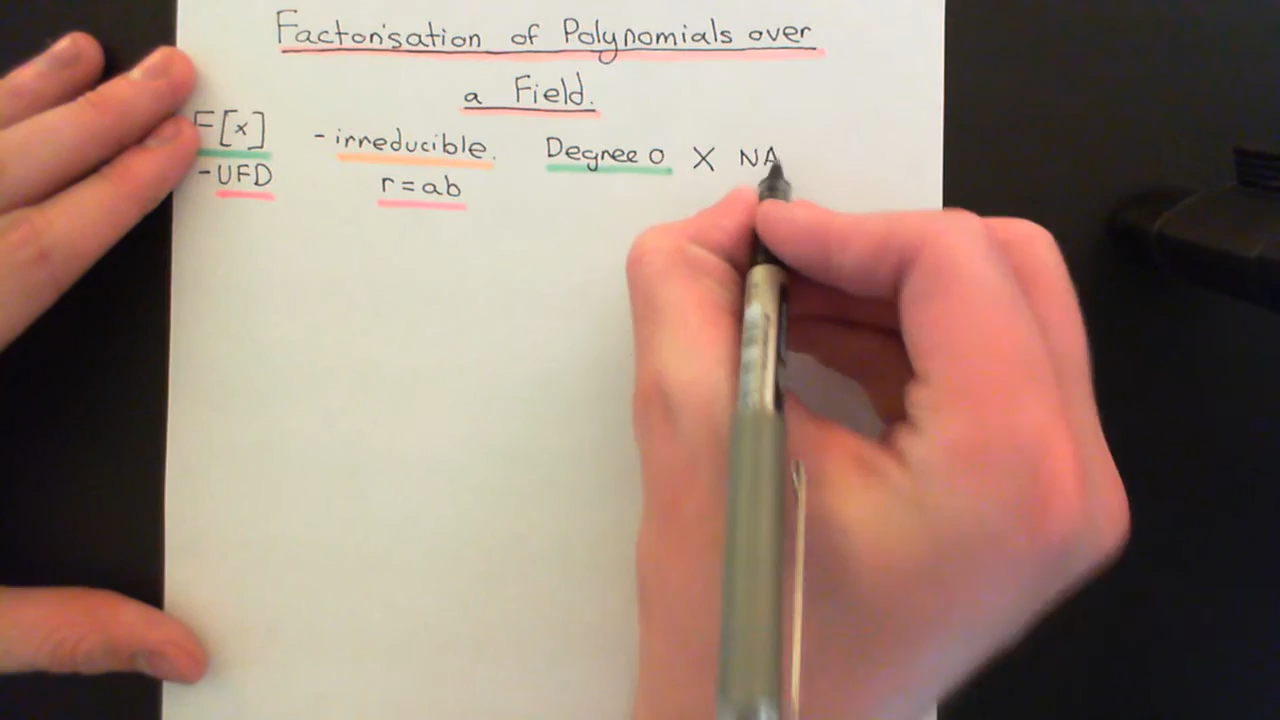 Factorisation of Polynomials over
a Field.
F[x] - irreducible. Degree 0 X NA
- UFD r = ab